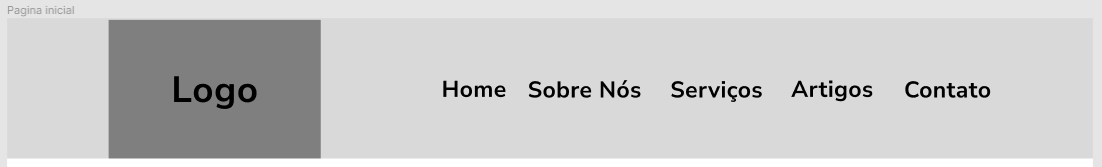 Pagina inicial
Logo
Home Sobre Nós Serviços Artigos Contato